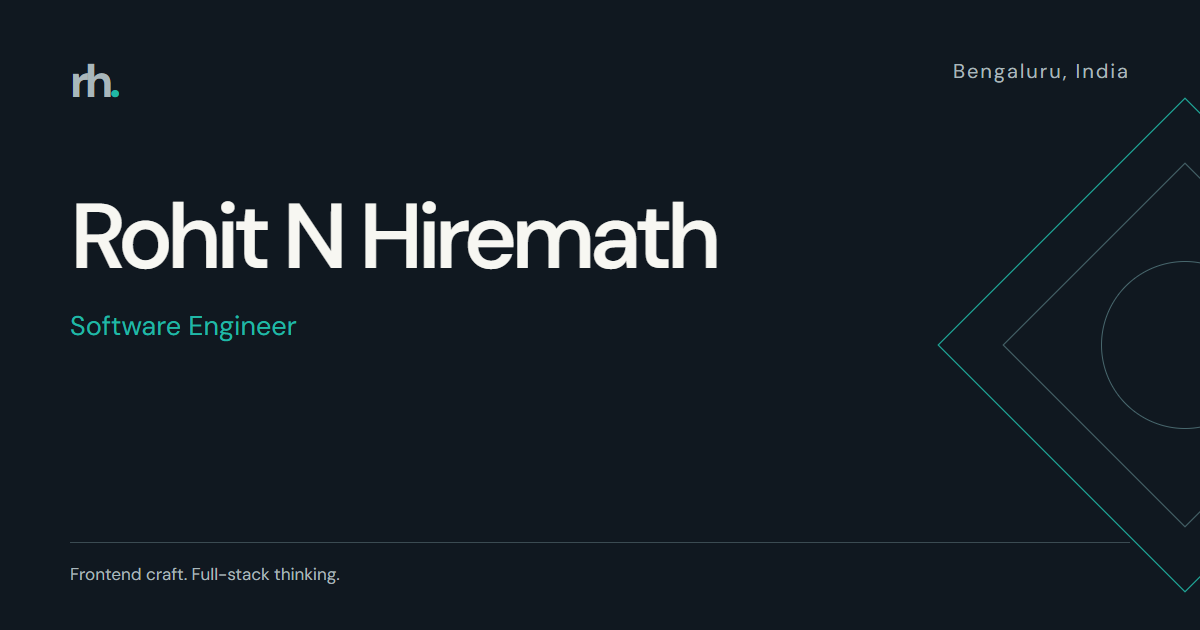 rh.
Bengaluru, India
Rohit N Hiremath
Software Engineer
Frontend craft. Full-stack thinking.